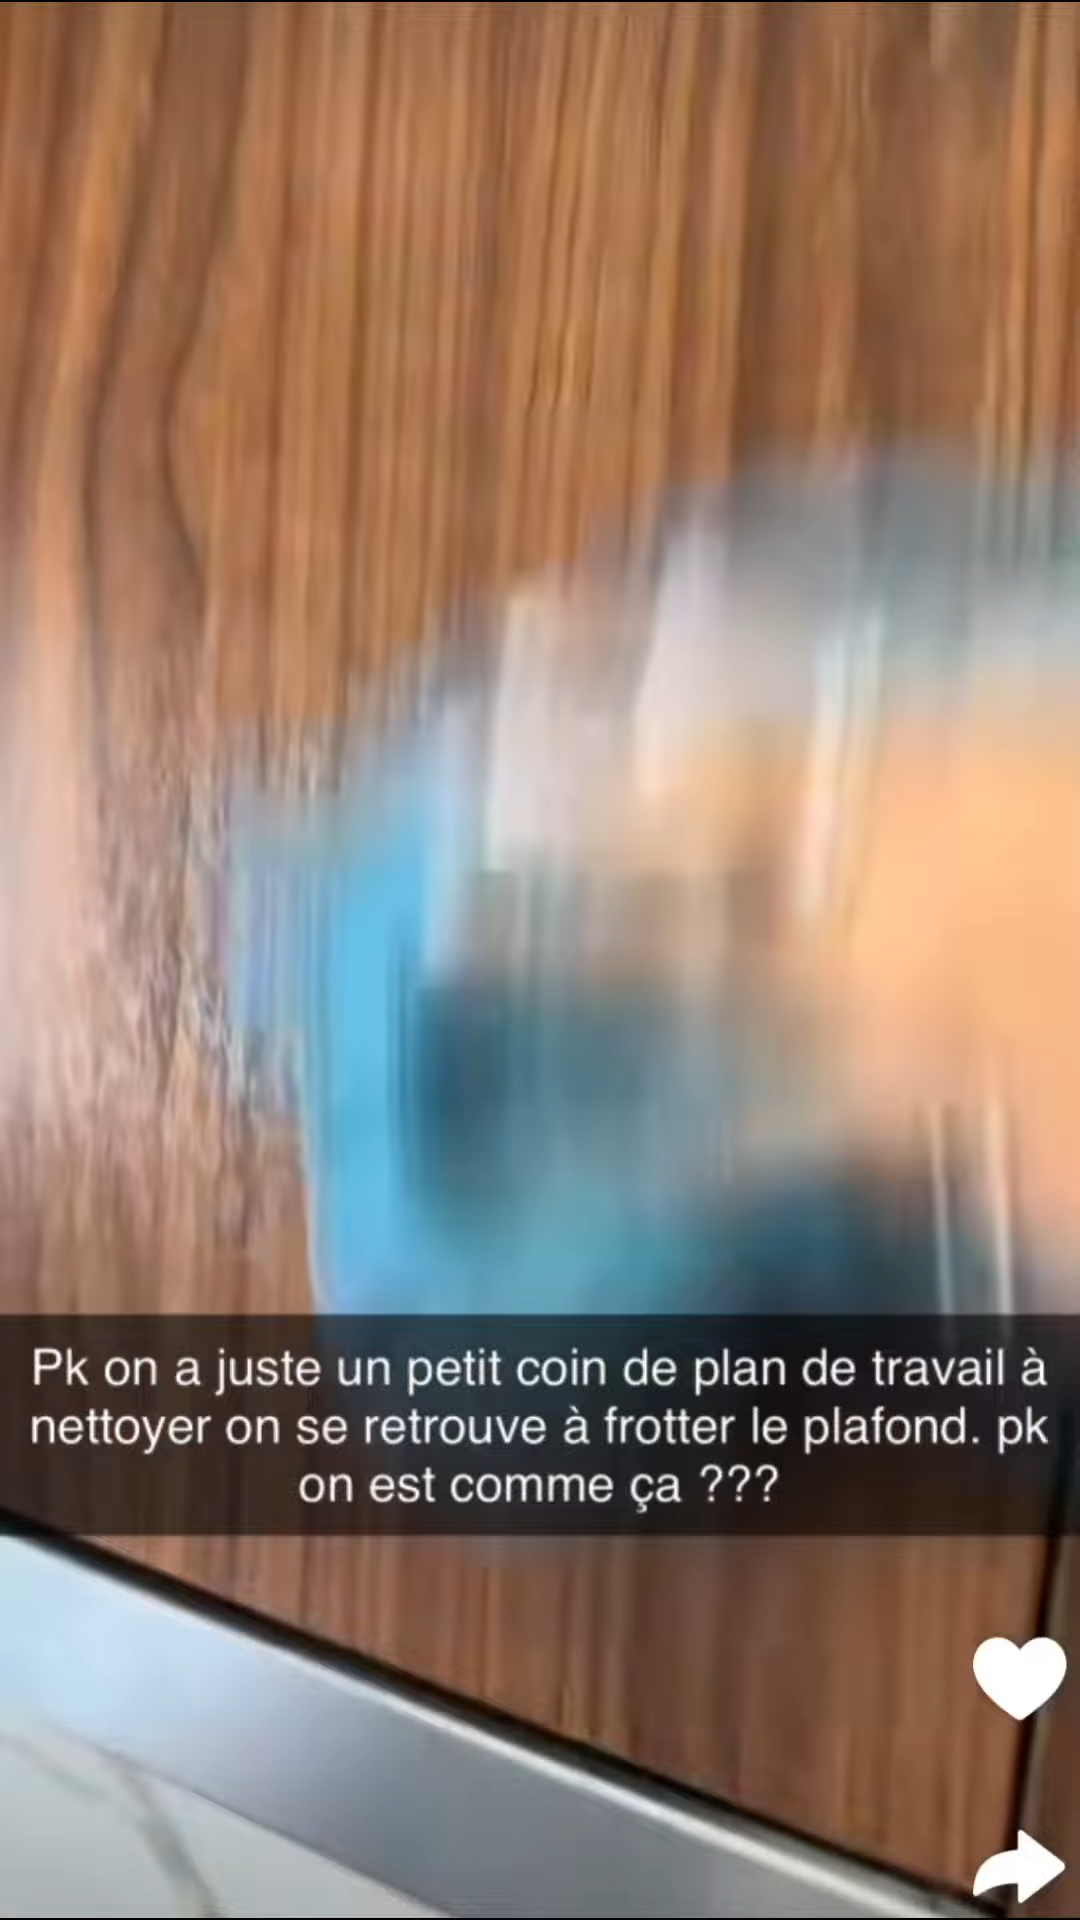 Pk on a juste un petit coin de plan de travail à
nettoyer on se retrouve à frotter le plafond. pk
on est comme ça ???